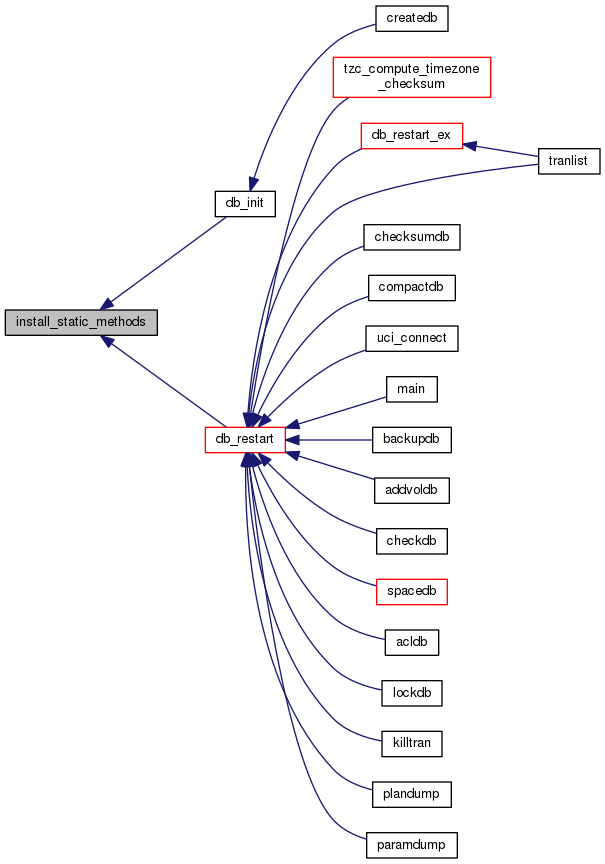 createdb
tzc_compute_timezone
_checksum
db_restart_ex
tranlist
db_init
checksumdb
compactdb
install_static_methods
uci_connect
main
db_restart
backupdb
addvoldb
checkdb
spacedb
acldb
lockdb
killtran
plandump
paramdump